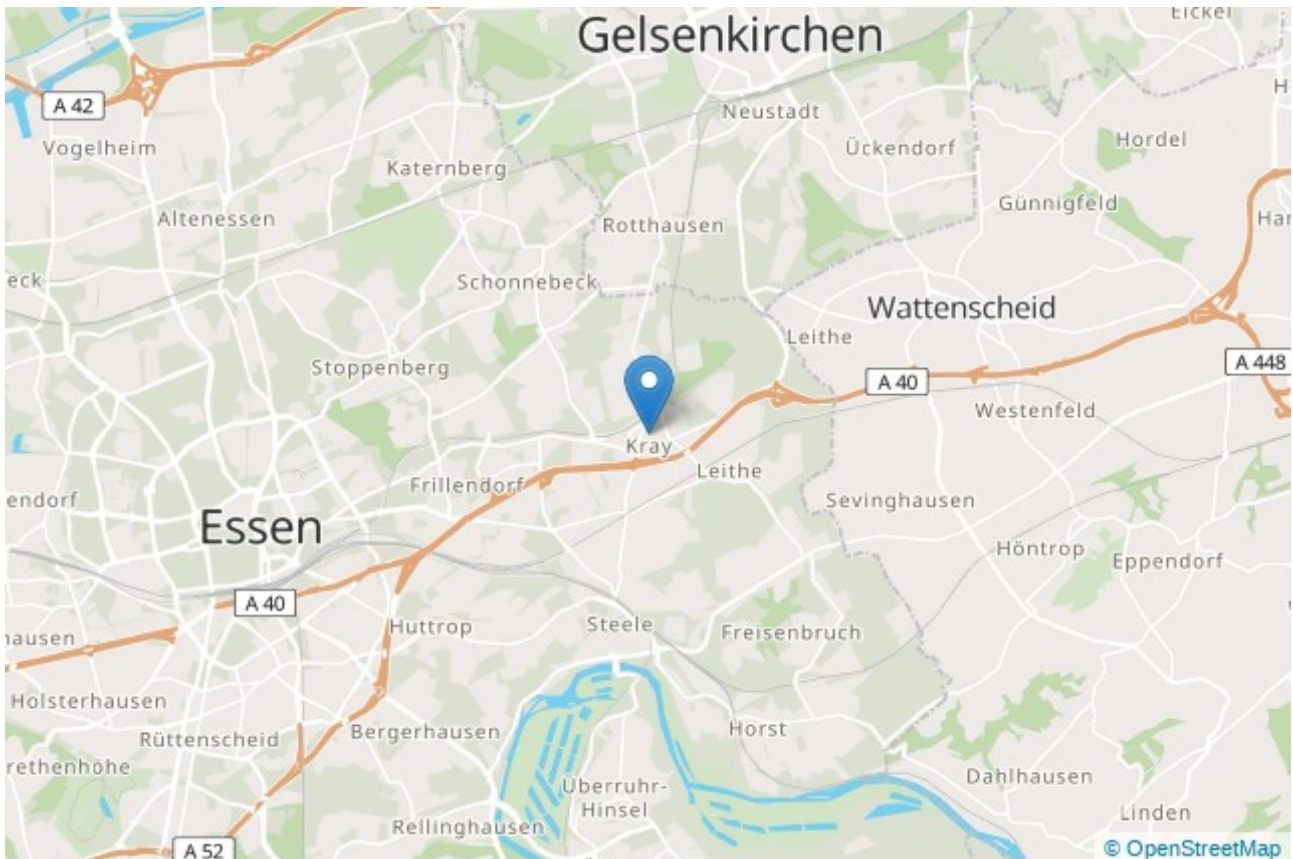 Eickel
Gelsenkirchen
A 42
Neustadt
Vogelheim
Hordel
Ückendorf
Katernberg
Günnigfeld
Altenessen
Rotthausen
Har
eck
Schonnebeck
Wattenscheid
Leithe
Stoppenberg
A 448
A 40
Westenfeld
Kray
Leithe
Frillendorf
endorf
Sevinghausen
Essen
Höntrop
Eppendorf
A 40
Huttrop
Steele
Freisenbruch
hausen
Holsterhausen
Bergerhausen
Horst
Rüttenscheid
rethenhöhe
Dahlhausen
Überruhr-
Hinsel
Linden
Rellinghausen
A 52
© OpenStreetMap